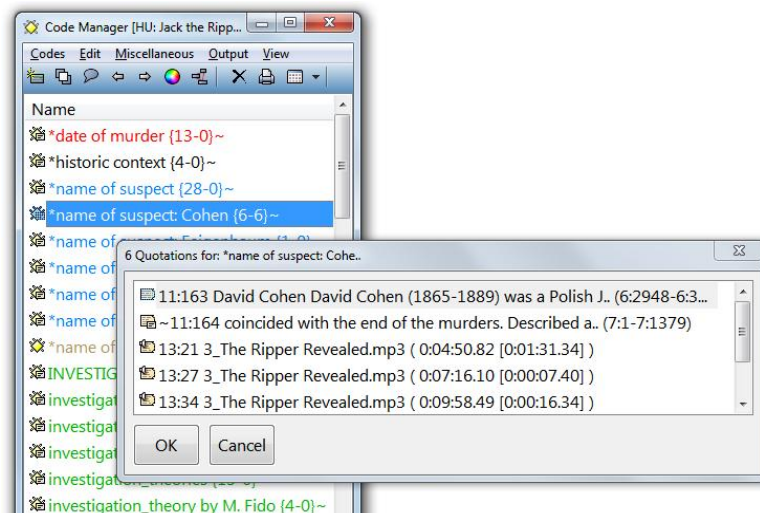 Code Manager [HU: Jack the Ripp...
Codes Edit Miscellaneous Output View
Name
*date of murder {13-0}~
*historic context {4-0}~
*name of suspect {28-0}~
*name of suspect: Cohen {6-6}~
*name of suspect: Feigenbaum {1-0}
*name of
*name of
*name of
*name of
INVESTIG
investigat
investigat
investigat
investigation_theories {15-0}
investigation_theory by M. Fido {4-0}~
6 Quotations for: *name of suspect: Cohe..
11:163 David Cohen David Cohen (1865-1889) was a Polish J.. (6:2948-6:3...
~11:164 coincided with the end of the murders. Described a.. (7:1-7:1379)
13:21 3_The Ripper Revealed.mp3 ( 0:04:50.82 [0:01:31.34] )
13:27 3_The Ripper Revealed.mp3 ( 0:07:16.10 [0:00:07.40] )
13:34 3_The Ripper Revealed.mp3 ( 0:09:58.49 [0:00:16.34] )
OK Cancel